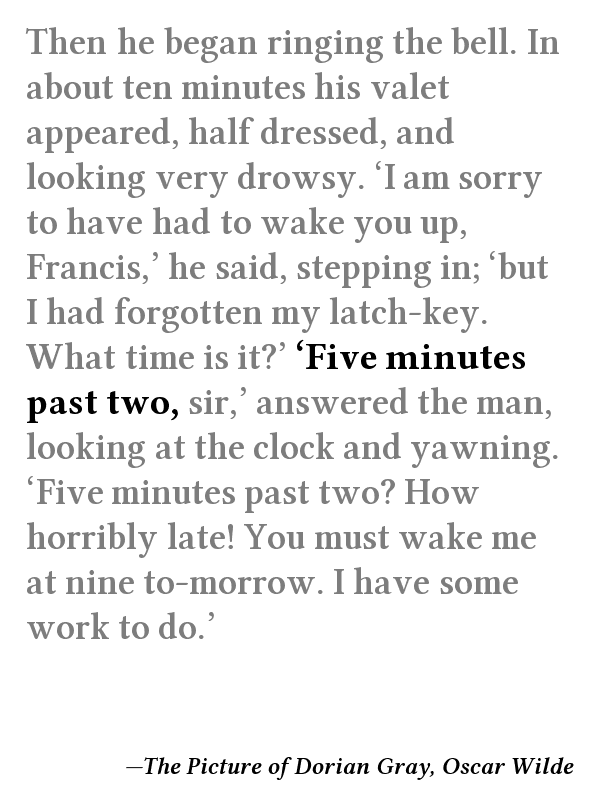 Then he began ringing the bell. In
about ten minutes his valet
appeared, half dressed, and
looking very drowsy. ‘I am sorry
to have had to wake you up,
Francis,’ he said, stepping in; ‘but
I had forgotten my latch-key.
What time is it?’ ‘Five minutes
past two, sir,’ answered the man,
looking at the clock and yawning.
‘Five minutes past two? How
horribly late! You must wake me
at nine to-morrow. I have some
work to do.’
—The Picture of Dorian Gray, Oscar Wilde